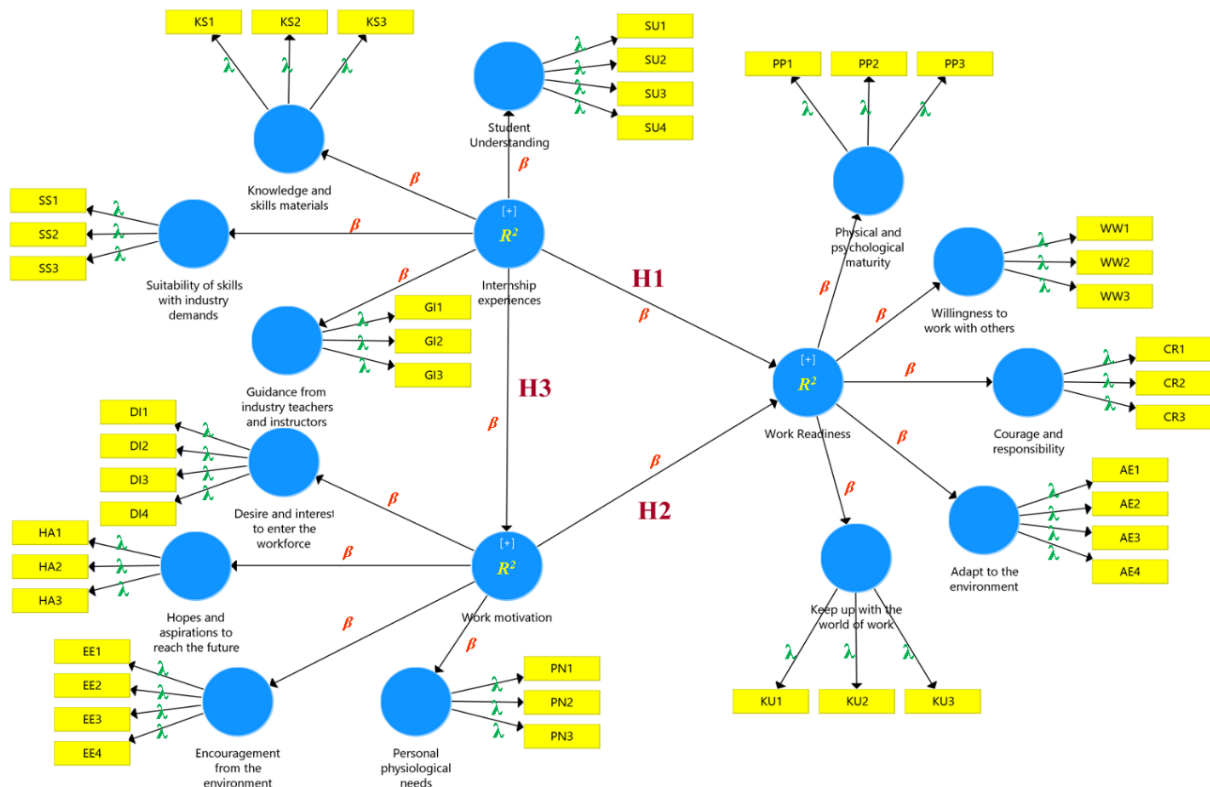 KS1
KS2
KS3
λ
λ
λ
Knowledge and
skills materials
SU1
SU2
SU3
SU4
λ
λ
λ
λ
Student
Understanding
β
β
SS1
SS2
SS3
λ
λ
λ
Suitability of skills
with industry
demands
β
[+]
R²
Internship
experiences
β
GI1
GI2
GI3
λ
λ
λ
Guidance from
industry teachers
and instructors
H1
β
H3
β
PP1
PP2
PP3
λ
λ
λ
Physical and
psychological
maturity
β
WW1
WW2
WW3
λ
λ
λ
Willingness to
work with others
β
[+]
R²
Work Readiness
β
CR1
CR2
CR3
λ
λ
λ
Courage and
responsibility
β
AE1
AE2
AE3
AE4
λ
λ
λ
λ
Adapt to the
environment
β
Keep up with the
world of work
λ
λ
λ
KU1
KU2
KU3
DI1
DI2
DI3
DI4
λ
λ
λ
λ
Desire and interest
to enter the
workforce
β
β
H2
HA1
HA2
HA3
λ
λ
λ
Hopes and
aspirations to
reach the future
β
[+]
R²
Work motivation
β
β
EE1
EE2
EE3
EE4
λ
λ
λ
λ
Encouragement
from the
environment
PN1
PN2
PN3
λ
λ
λ
Personal
physiological
needs